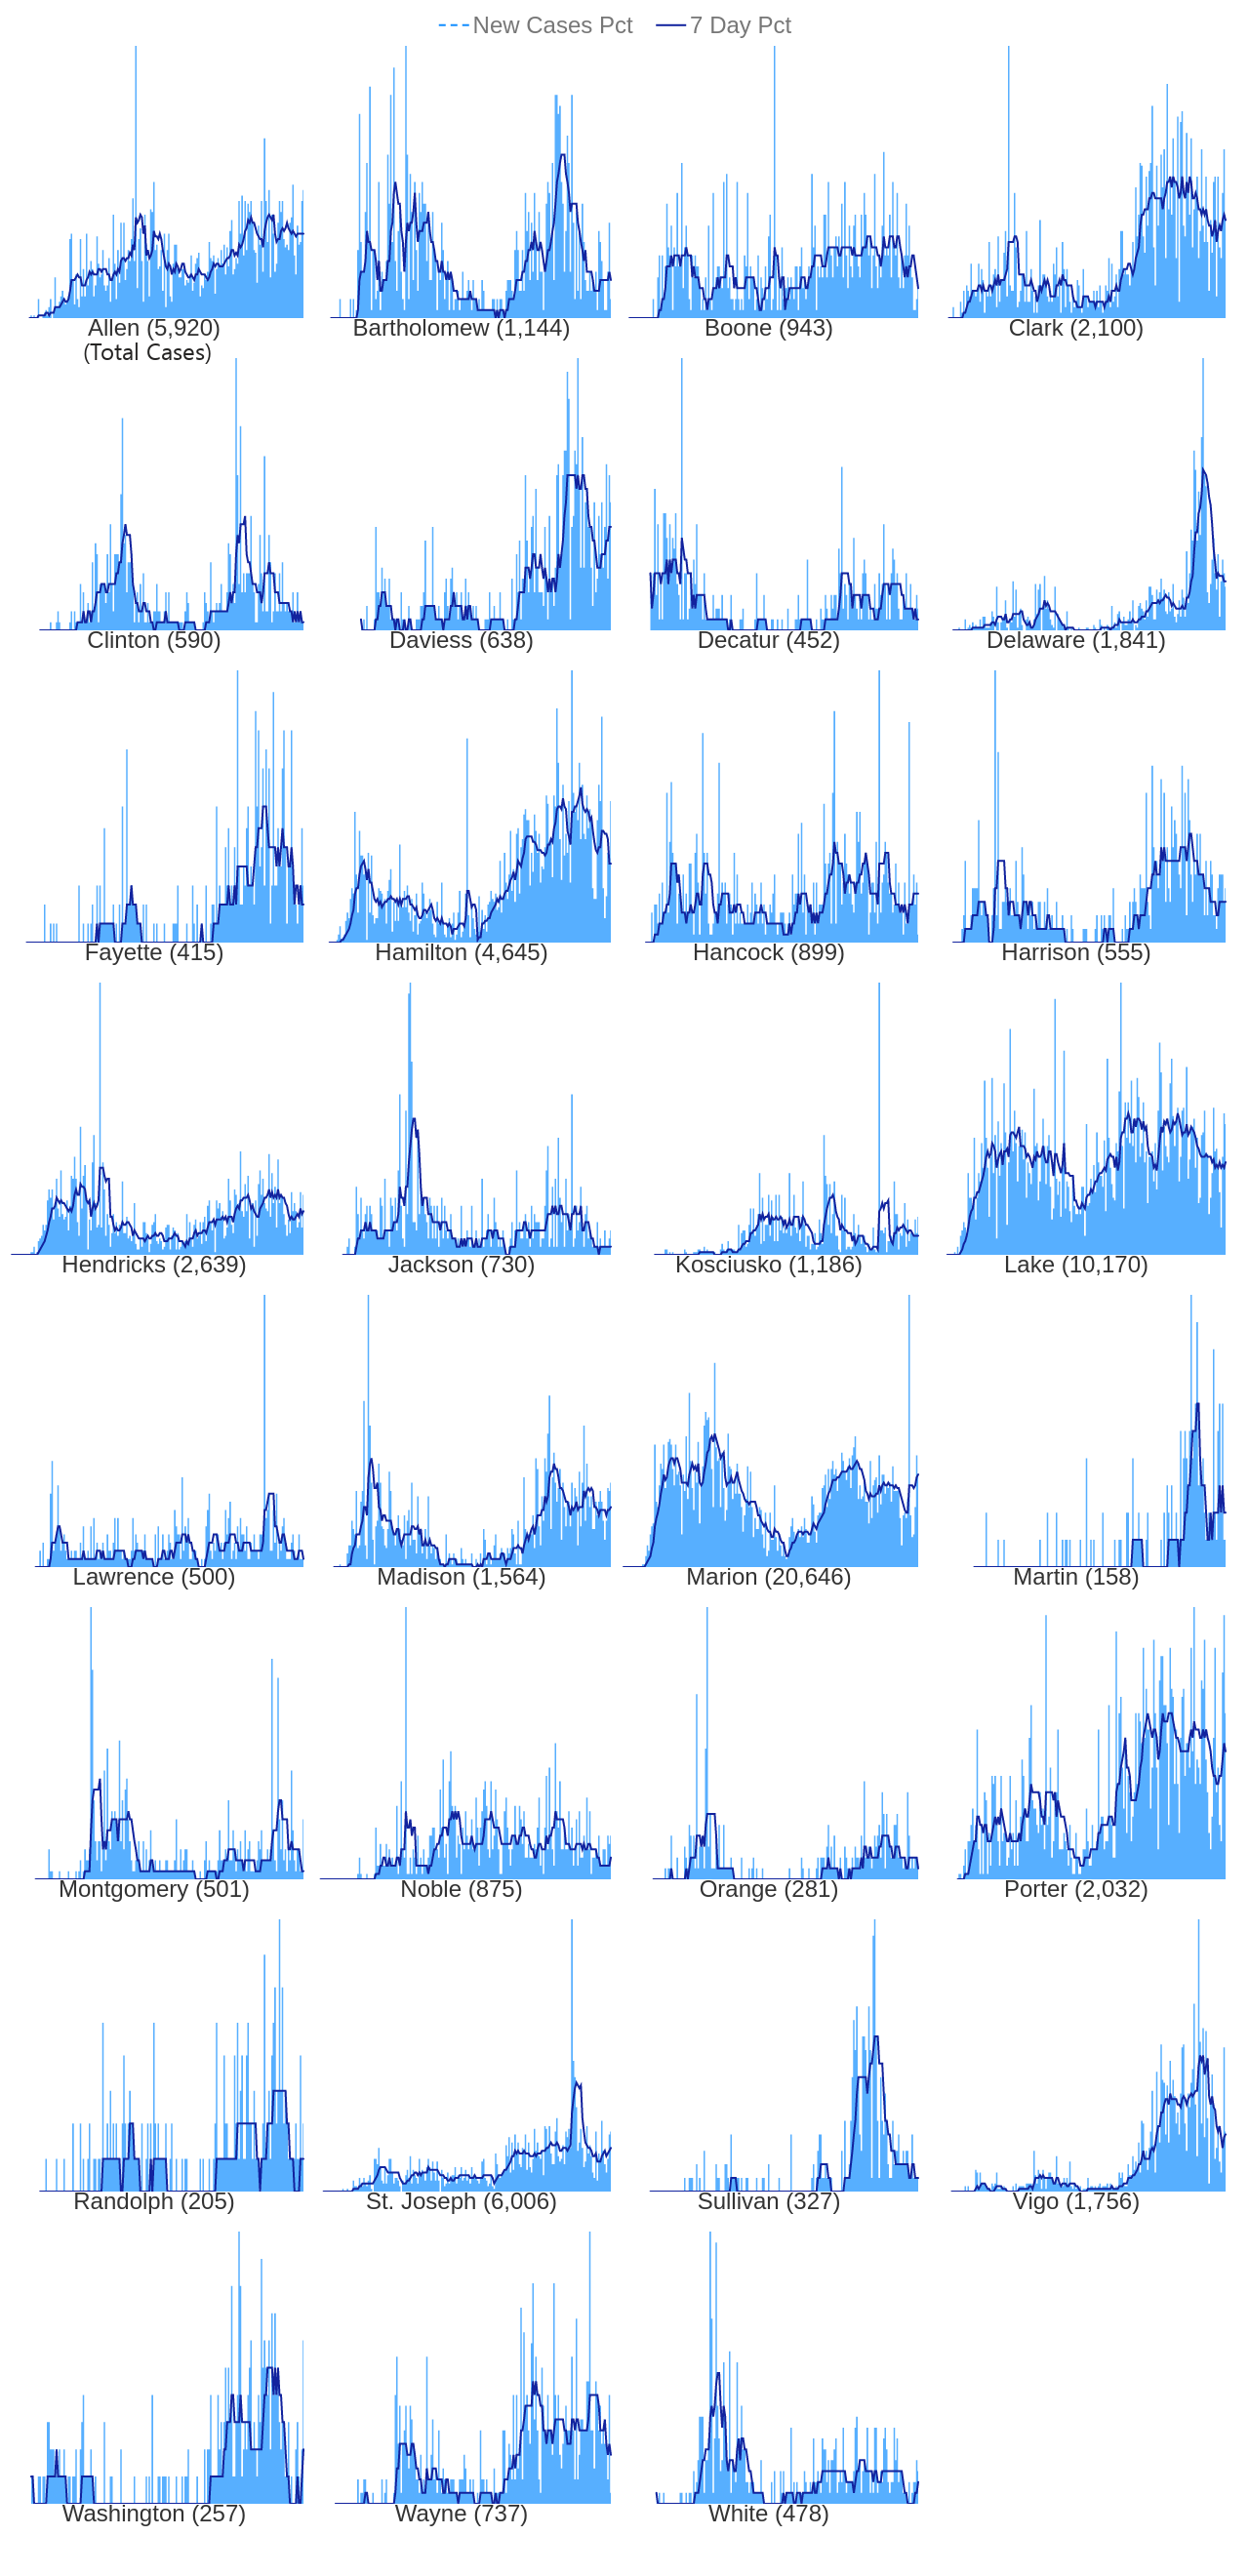 New Cases Pct 7 Day Pct
Allen (5,920) Bartholomew (1,144) Boone (943) Clark (2,100)
(Total Cases)
Clinton (590) Daviess (638) Decatur (452) Delaware (1,841)
Fayette (415) Hamilton (4,645) Hancock (899) Harrison (555)
Hendricks (2,639) Jackson (730) Kosciusko (1,186) Lake (10,170)
Lawrence (500) Madison (1,564) Marion (20,646) Martin (158)
Montgomery (501) Noble (875) Orange (281) Porter (2,032)
Randolph (205) St. Joseph (6,006) Sullivan (327) Vigo (1,756)
Washington (257) Wayne (737) White (478)